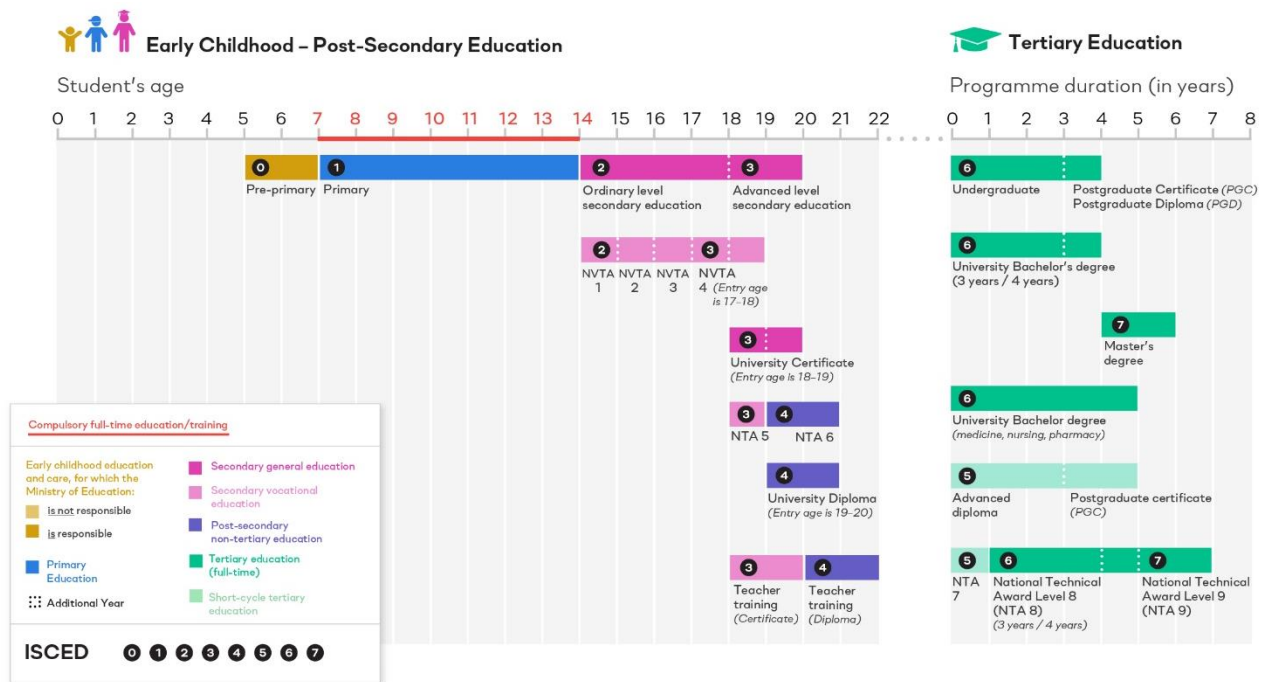 Early Childhood – Post-Secondary Education
Student's age
0 1 2 3 4 5 6 7 8 9 10 11 12 13 14 15 16 17 18 19 20 21 22
0
Pre-primary
1
Primary
2
Ordinary level
secondary education
3
Advanced level
secondary education
2
NVTA
1
NVTA
2
NVTA
3
3
NVTA
4 (Entry age
is 17–18)
3
University Certificate
(Entry age is 18–19)
3
NTA 5
4
NTA 6
4
University Diploma
(Entry age is 19–20)
3
Teacher
training
(Certificate)
4
Teacher
training
(Diploma)
Tertiary Education
Programme duration (in years)
0 1 2 3 4 5 6 7 8
6
Undergraduate
Postgraduate Certificate (PGC)
Postgraduate Diploma (PGD)
6
University Bachelor's degree
(3 years / 4 years)
7
Master's
degree
6
University Bachelor degree
(medicine, nursing, pharmacy)
5
Advanced
diploma
Postgraduate certificate
(PGC)
5
NTA
7
6
National Technical
Award Level 8
(NTA 8)
(3 years / 4 years)
7
National Technical
Award Level 9
(NTA 9)
Compulsory full-time education/training
Early childhood education
and care, for which the
Ministry of Education:
is not responsible
is responsible
Primary
Education
Additional Year
Secondary general education
Secondary vocational
education
Post-secondary
non-tertiary education
Tertiary education
(full-time)
Short-cycle tertiary
education
ISCED 0 1 2 3 4 5 6 7